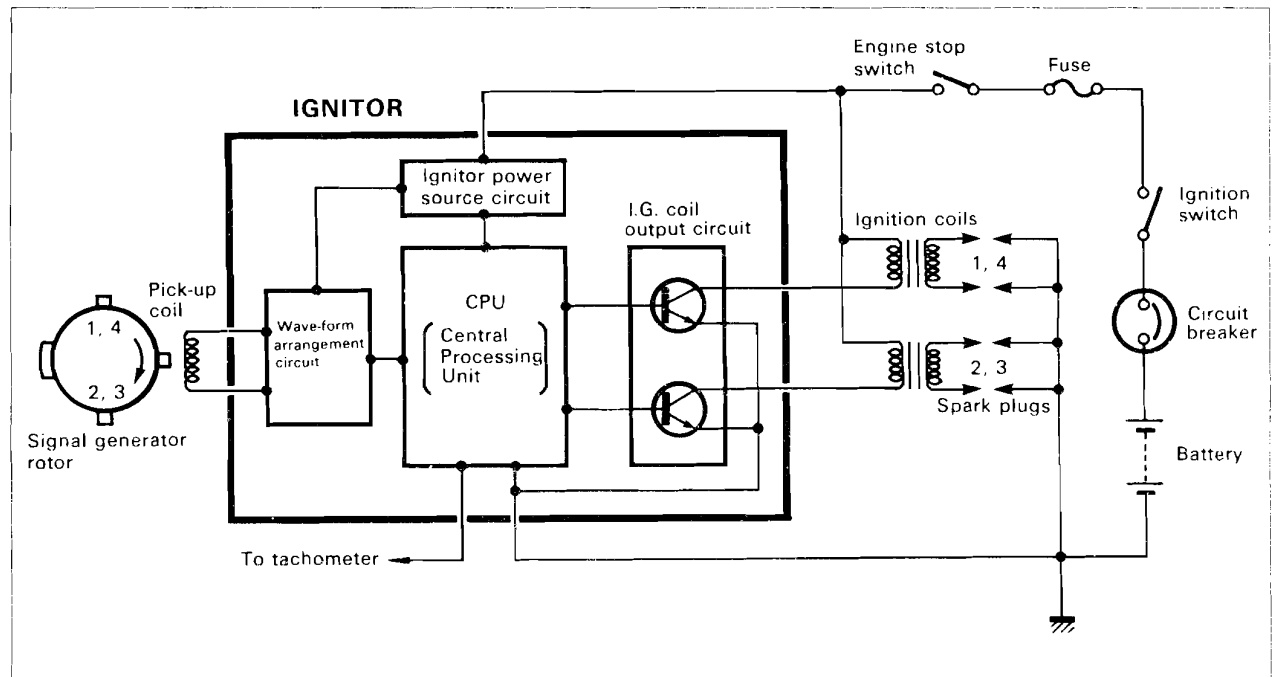 Engine stop
switch
Fuse
IGNITOR
Ignitor power
source circuit
I.G. coil
output circuit
Ignition coils
Ignition
switch
Pick-up
coil
1, 4
2, 3
Wave-form
arrangement
circuit
CPU
Central
Processing
Unit
1, 4
2, 3
Spark plugs
Circuit
breaker
Signal generator
rotor
Battery
To tachometer